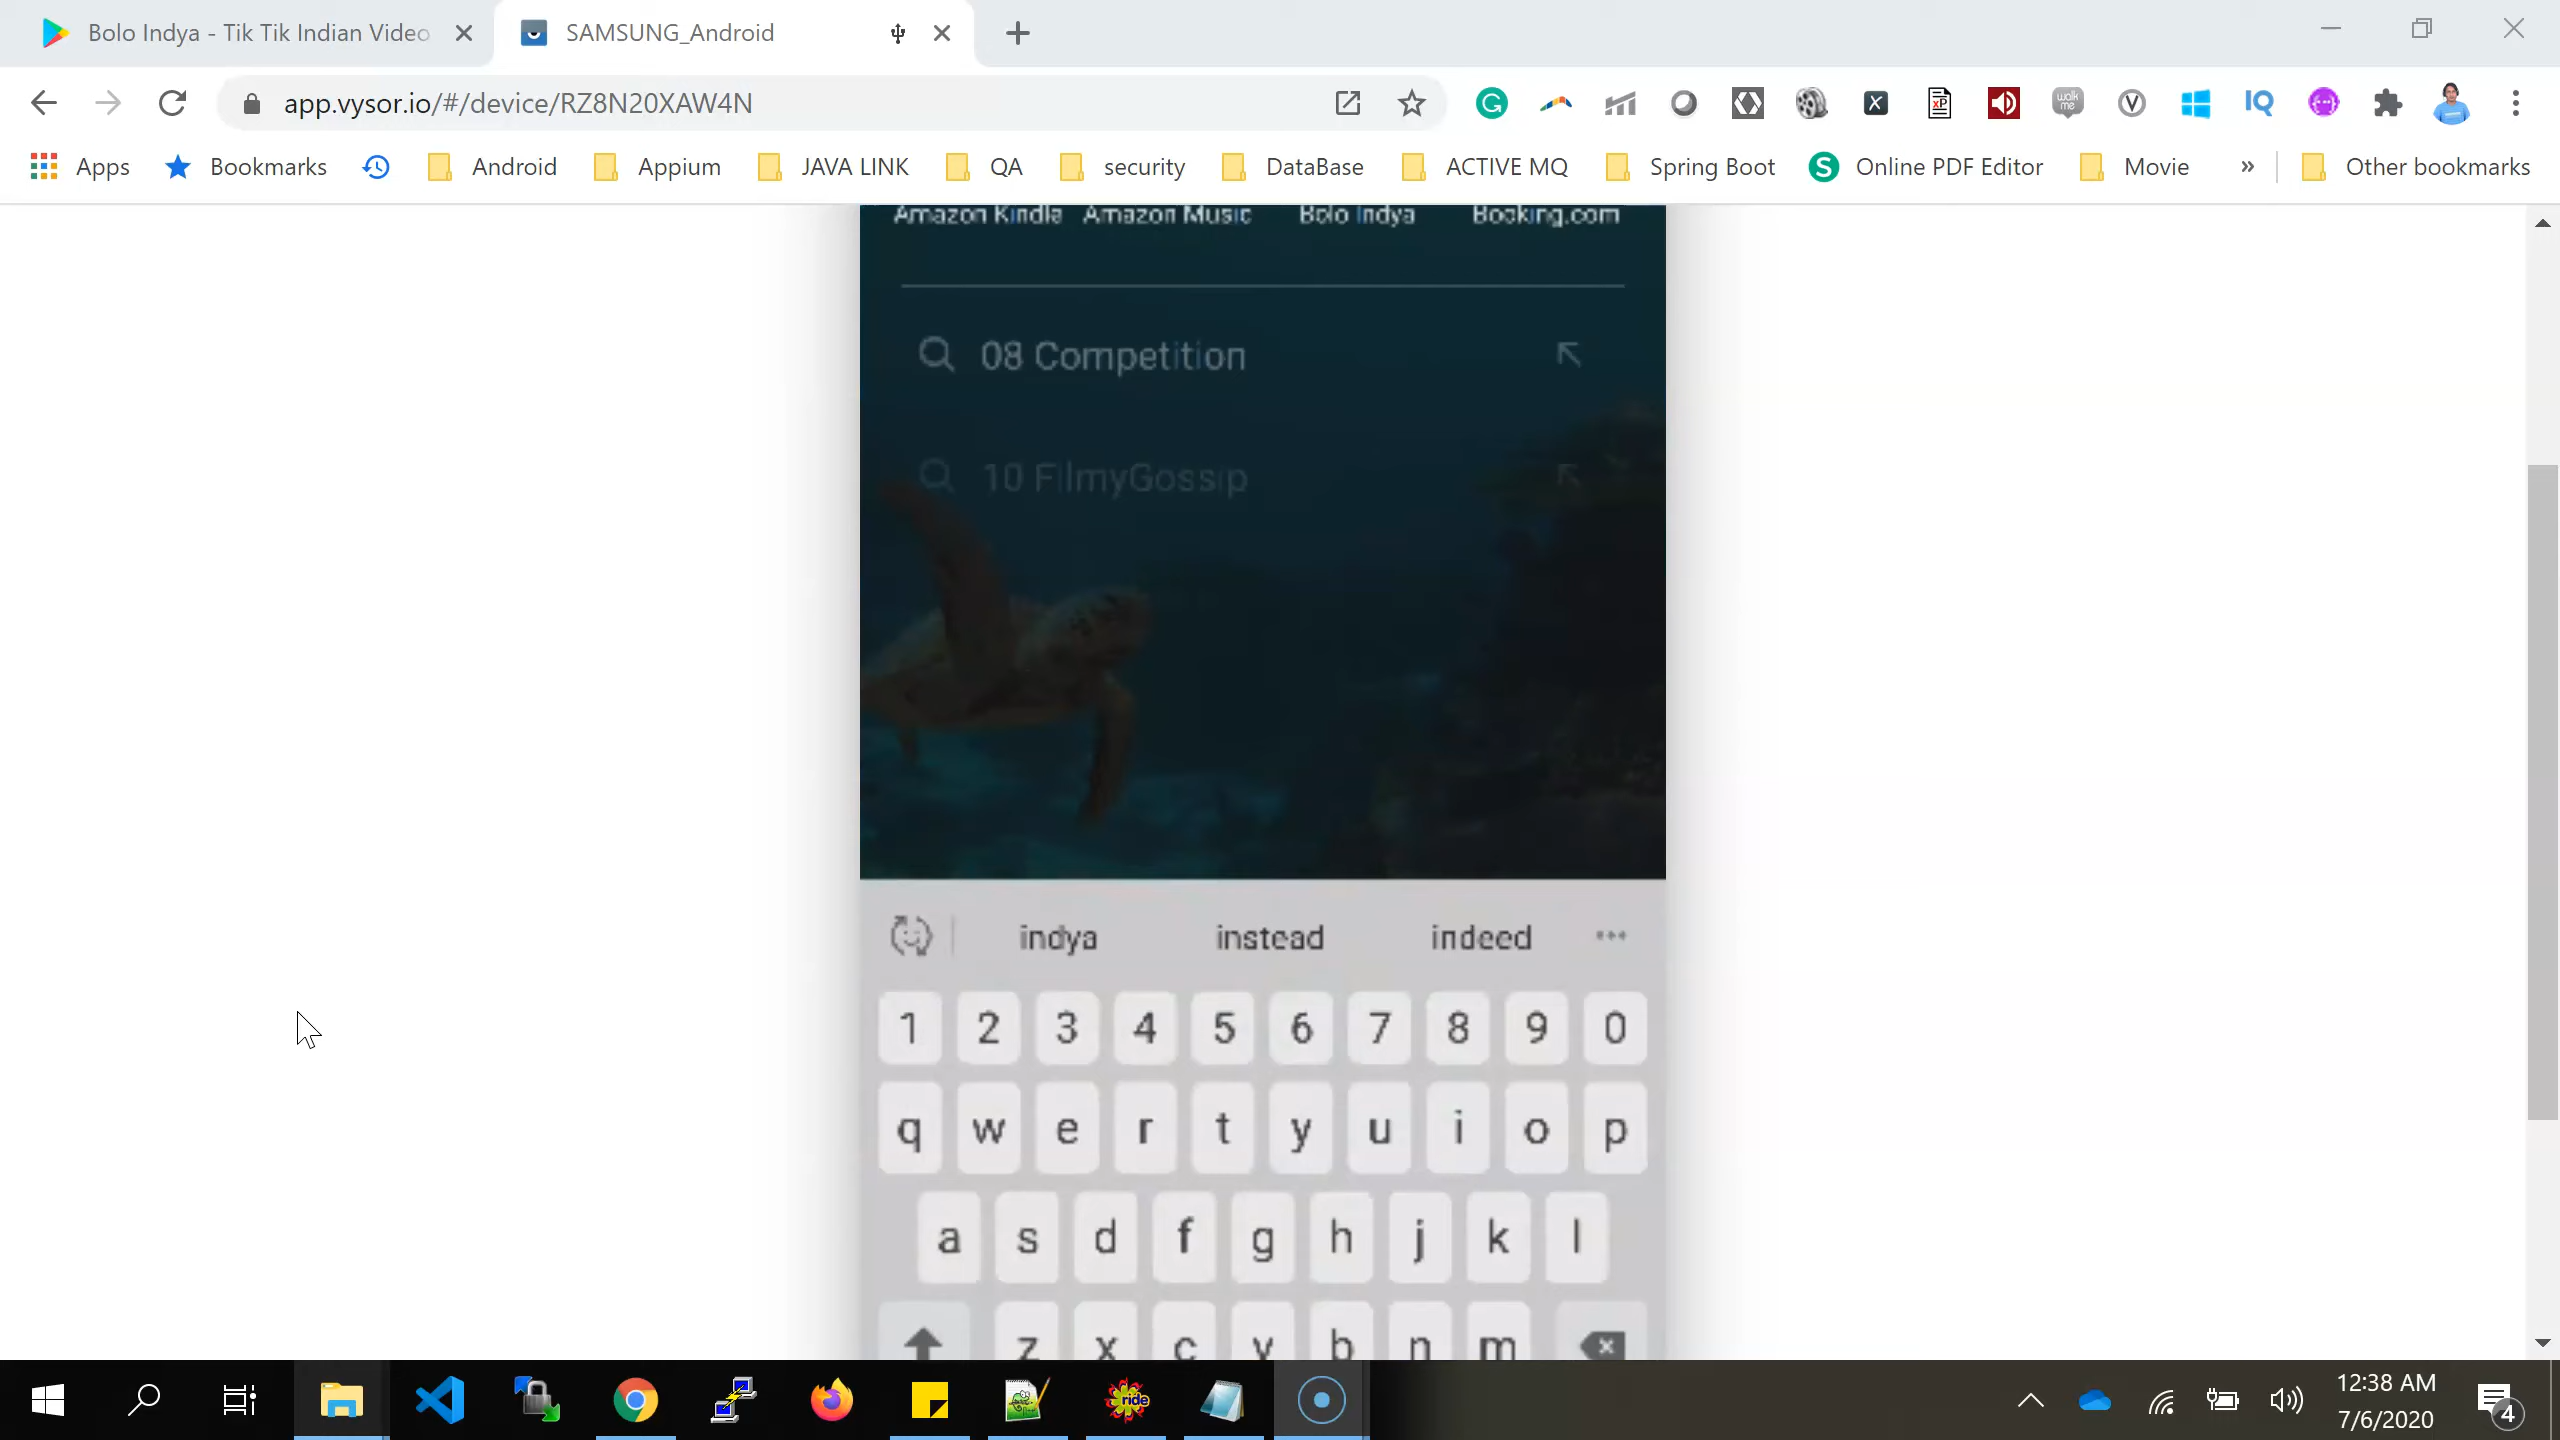 Bolo Indya - Tik Tik Indian Video
SAMSUNG_Android
app.vysor.io/#/device/RZ8N20XAW4N
Apps
Bookmarks
Android
Appium
JAVA LINK
QA
security
DataBase
ACTIVE MQ
Spring Boot
Online PDF Editor
Movie
»
Other bookmarks
Amazon Kindle Amazon Music Bolo Indya Booking.com
08 Competition
10 FilmyGossip
indya instead indeed
1 2 3 4 5 6 7 8 9 0
q w e r t y u i o p
a s d f g h j k l
z x c v b n m
12:38 AM
7/6/2020
4